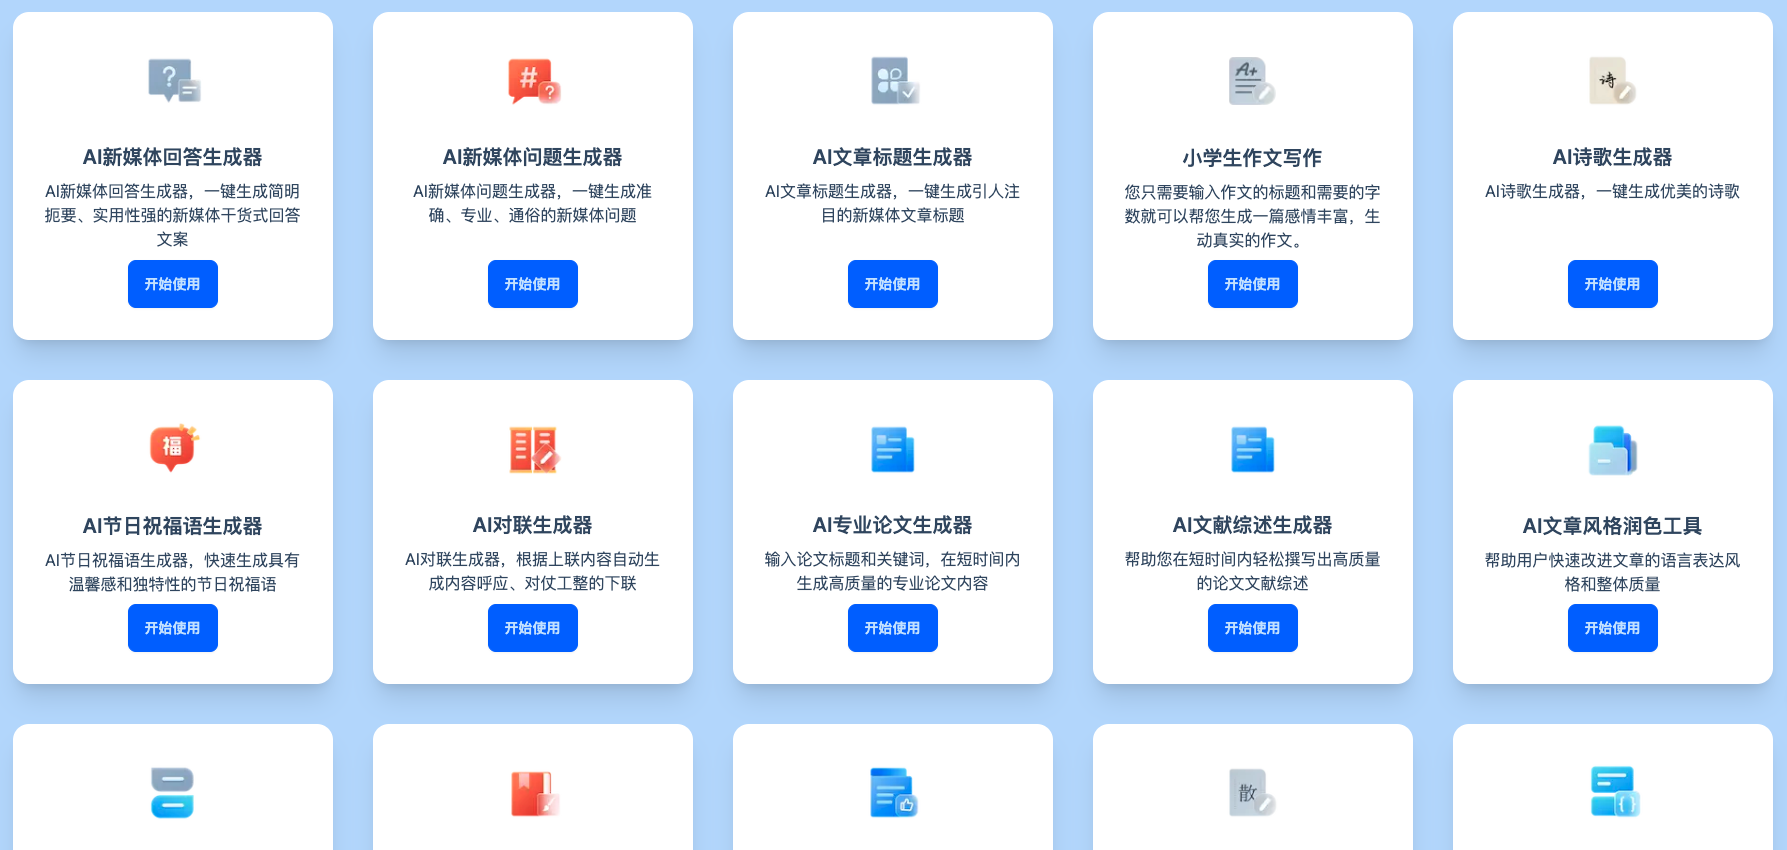 ?
#
?
A+
诗
AI新媒体回答生成器
AI新媒体回答生成器，一键生成简明
扼要、实用性强的新媒体干货式回答
文案
开始使用
AI新媒体问题生成器
AI新媒体问题生成器，一键生成准
确、专业、通俗的新媒体问题
开始使用
AI文章标题生成器
AI文章标题生成器，一键生成引人注
目的新媒体文章标题
开始使用
小学生作文写作
您只需要输入作文的标题和需要的字
数就可以帮您生成一篇感情丰富，生
动真实的作文。
开始使用
AI诗歌生成器
AI诗歌生成器，一键生成优美的诗歌
开始使用
福
AI节日祝福语生成器
AI节日祝福语生成器，快速生成具有
温馨感和独特性的节日祝福语
开始使用
AI对联生成器
AI对联生成器，根据上联内容自动生
成内容呼应、对仗工整的下联
开始使用
AI专业论文生成器
输入论文标题和关键词，在短时间内
生成高质量的专业论文内容
开始使用
AI文献综述生成器
帮助您在短时间内轻松撰写出高质量
的论文文献综述
开始使用
AI文章风格润色工具
帮助用户快速改进文章的语言表达风
格和整体质量
开始使用
散
{}